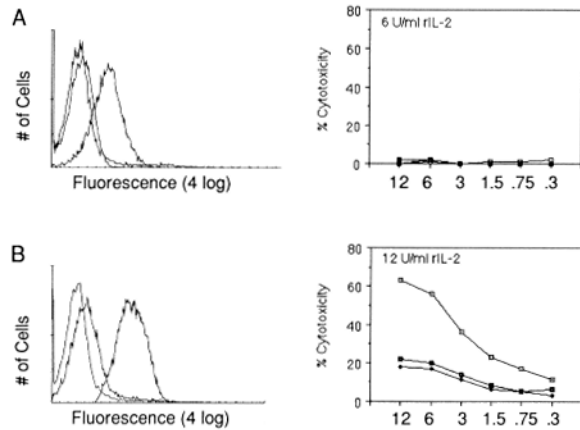 A
# of Cells
Fluorescence (4 log)
6 U/ml rIL-2
% Cytotoxicity
80
60
40
20
0
12 6 3 1.5 .75 .3
B
# of Cells
Fluorescence (4 log)
12 U/ml rIL-2
% Cytotoxicity
80
60
40
20
0
12 6 3 1.5 .75 .3